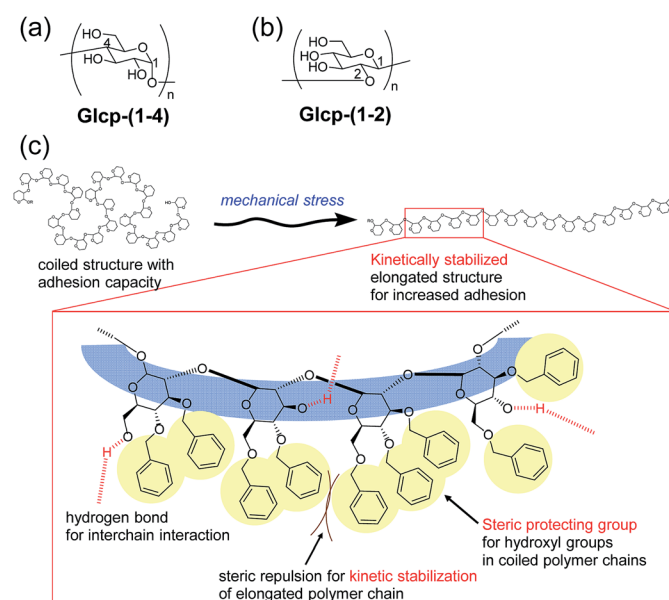 (a)
(b)
HO
4
O
1
HO
HO
O
n
Glcp-(1-4)
HO
HO
HO
O
1
2
O
n
Glcp-(1-2)
(c)
mechanical stress
coiled structure with
adhesion capacity
Kinetically stabilized
elongated structure
for increased adhesion
O
O
O
O
O
O
O
O
O
O
H
O
O
O
H
O
O
O
O
O
O
O
O
H
hydrogen bond
for interchain interaction
Steric protecting group
for hydroxyl groups
in coiled polymer chains
steric repulsion for kinetic stabilization
of elongated polymer chain